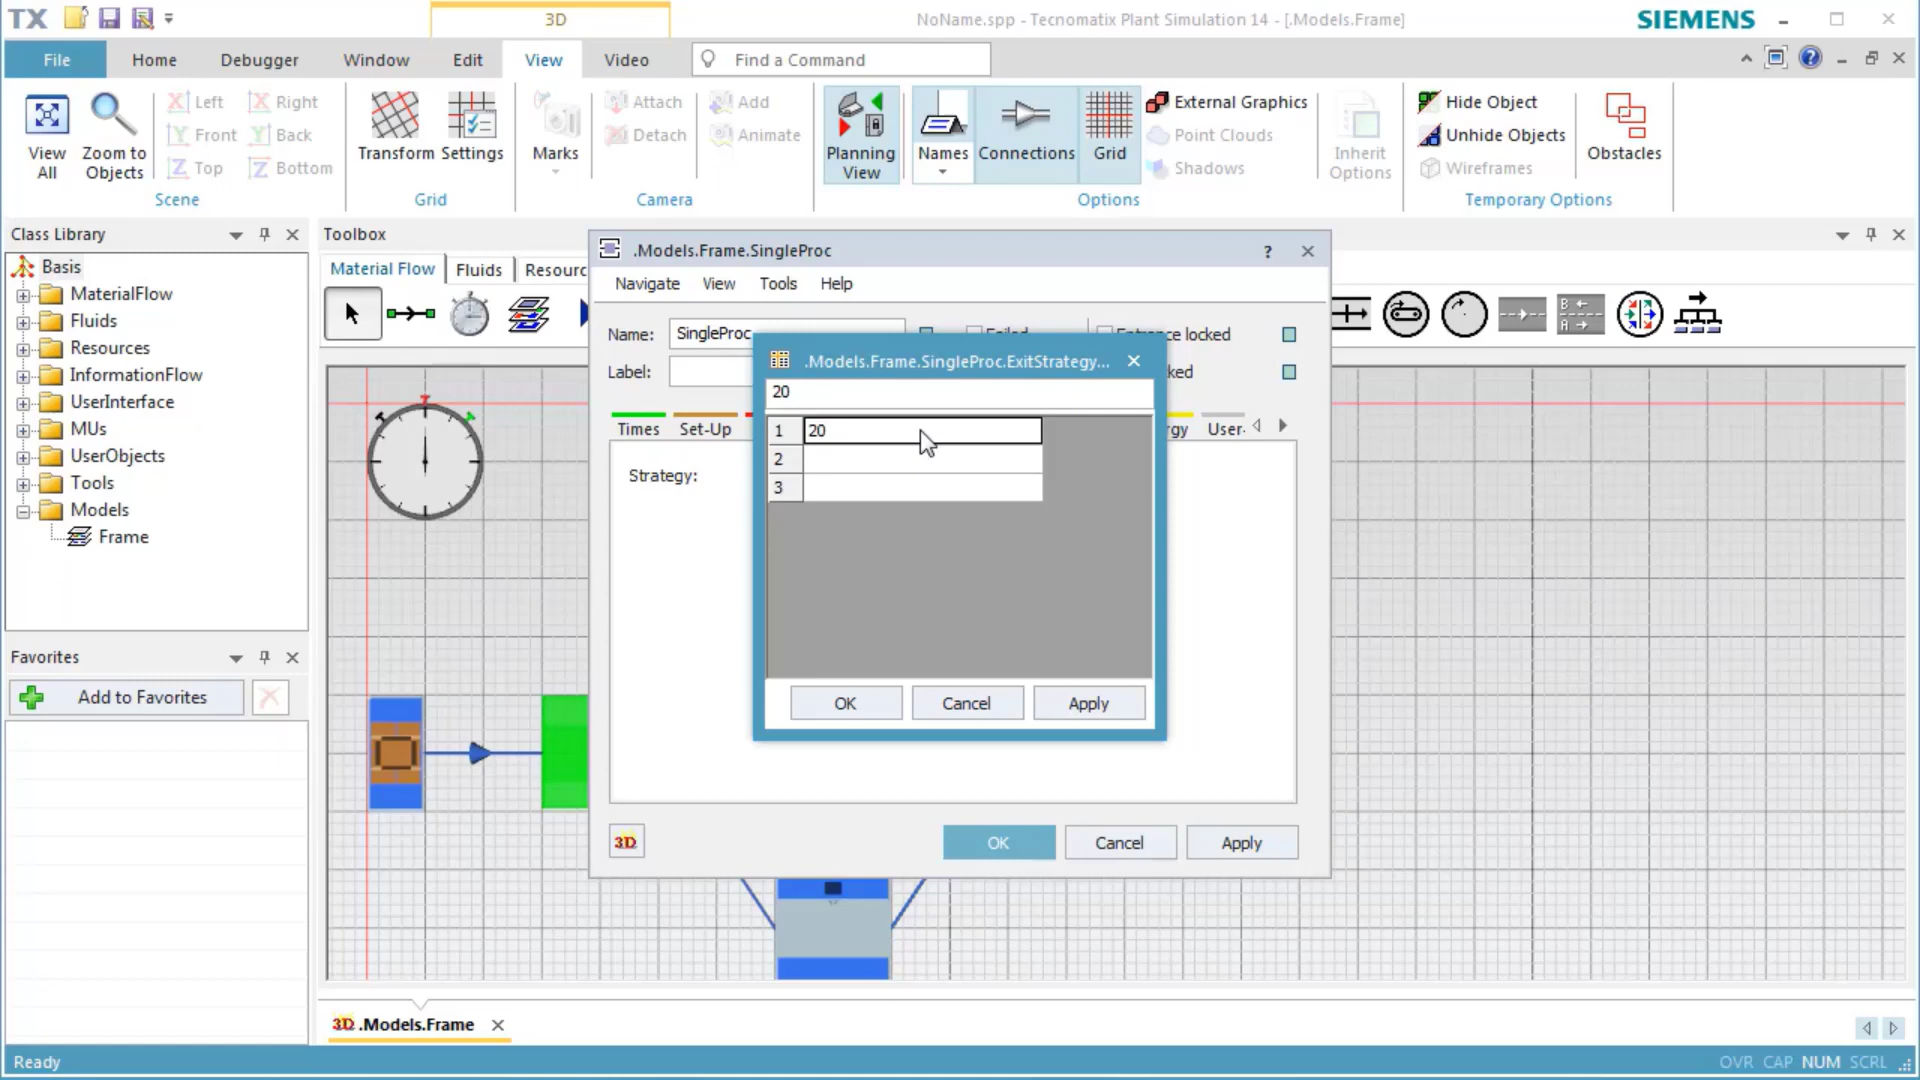 TX
3D
NoName.spp - Tecnomatix Plant Simulation 14 - [.Models.Frame]
SIEMENS
File
Home
Debugger
Window
Edit
View
Video
Find a Command
View All
Zoom to Objects
Left
Right
Front
Back
Top
Bottom
Scene
Transform
Settings
Grid
Marks
Attach
Detach
Add
Animate
Camera
Planning View
Names
Connections
Grid
External Graphics
Point Clouds
Shadows
Options
Inherit Options
Hide Object
Unhide Objects
Wireframes
Obstacles
Temporary Options
Class Library
Basis
MaterialFlow
Fluids
Resources
InformationFlow
UserInterface
MUs
UserObjects
Tools
Models
Frame
Favorites
Add to Favorites
Toolbox
Material Flow
Fluids
Resourc
.Models.Frame.SingleProc
?
Navigate
View
Tools
Help
Name:
SingleProc
Failed
Entrance locked
Label:
ked
Times
Set-Up
rgy
User-
Strategy:
.Models.Frame.SingleProc.ExitStrategy...
20
1
20
2
3
OK
Cancel
Apply
3D
OK
Cancel
Apply
B
A
3D .Models.Frame
Ready
OVR
CAP
NUM
SCRL